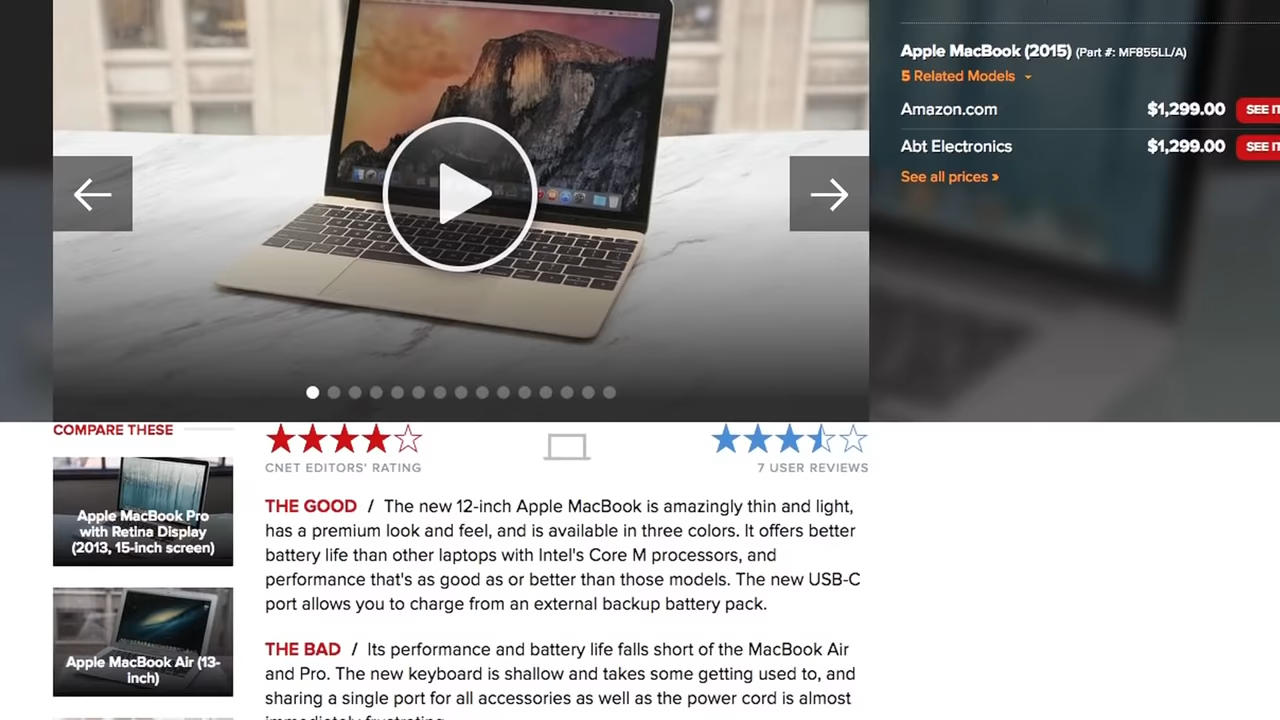 Apple MacBook (2015) (Part #: MF855LL/A)
5 Related Models
Amazon.com $1,299.00 SEE IT
Abt Electronics $1,299.00 SEE IT
See all prices »
COMPARE THESE
Apple MacBook Pro
with Retina Display
(2013, 15-inch screen)
Apple MacBook Air (13-
inch)
CNET EDITORS' RATING
7 USER REVIEWS
THE GOOD / The new 12-inch Apple MacBook is amazingly thin and light,
has a premium look and feel, and is available in three colors. It offers better
battery life than other laptops with Intel's Core M processors, and
performance that's as good as or better than those models. The new USB-C
port allows you to charge from an external backup battery pack.
THE BAD / Its performance and battery life falls short of the MacBook Air
and Pro. The new keyboard is shallow and takes some getting used to, and
sharing a single port for all accessories as well as the power cord is almost
immediately frustrating.